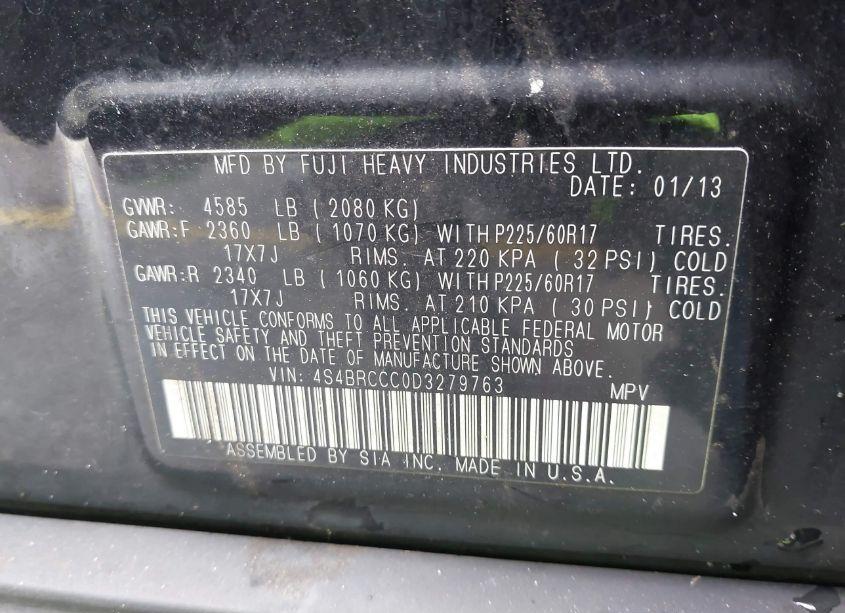 MFD BY FUJI HEAVY INDUSTRIES LTD.
DATE: 01/13
GVWR: 4585 LB ( 2080 KG)
GAWR:F 2360 LB ( 1070 KG) WITH P225/60R17 TIRES.
17X7J RIMS. AT 220 KPA ( 32 PSI) COLD
GAWR:R 2340 LB ( 1060 KG) WITH P225/60R17 TIRES.
17X7J RIMS. AT 210 KPA ( 30 PSI) COLD
THIS VEHICLE CONFORMS TO ALL APPLICABLE FEDERAL MOTOR
VEHICLE SAFETY AND THEFT PREVENTION STANDARDS
IN EFFECT ON THE DATE OF MANUFACTURE SHOWN ABOVE.
VIN: 4S4BRCCC0D3279763 MPV
ASSEMBLED BY SIA INC. MADE IN U.S.A.